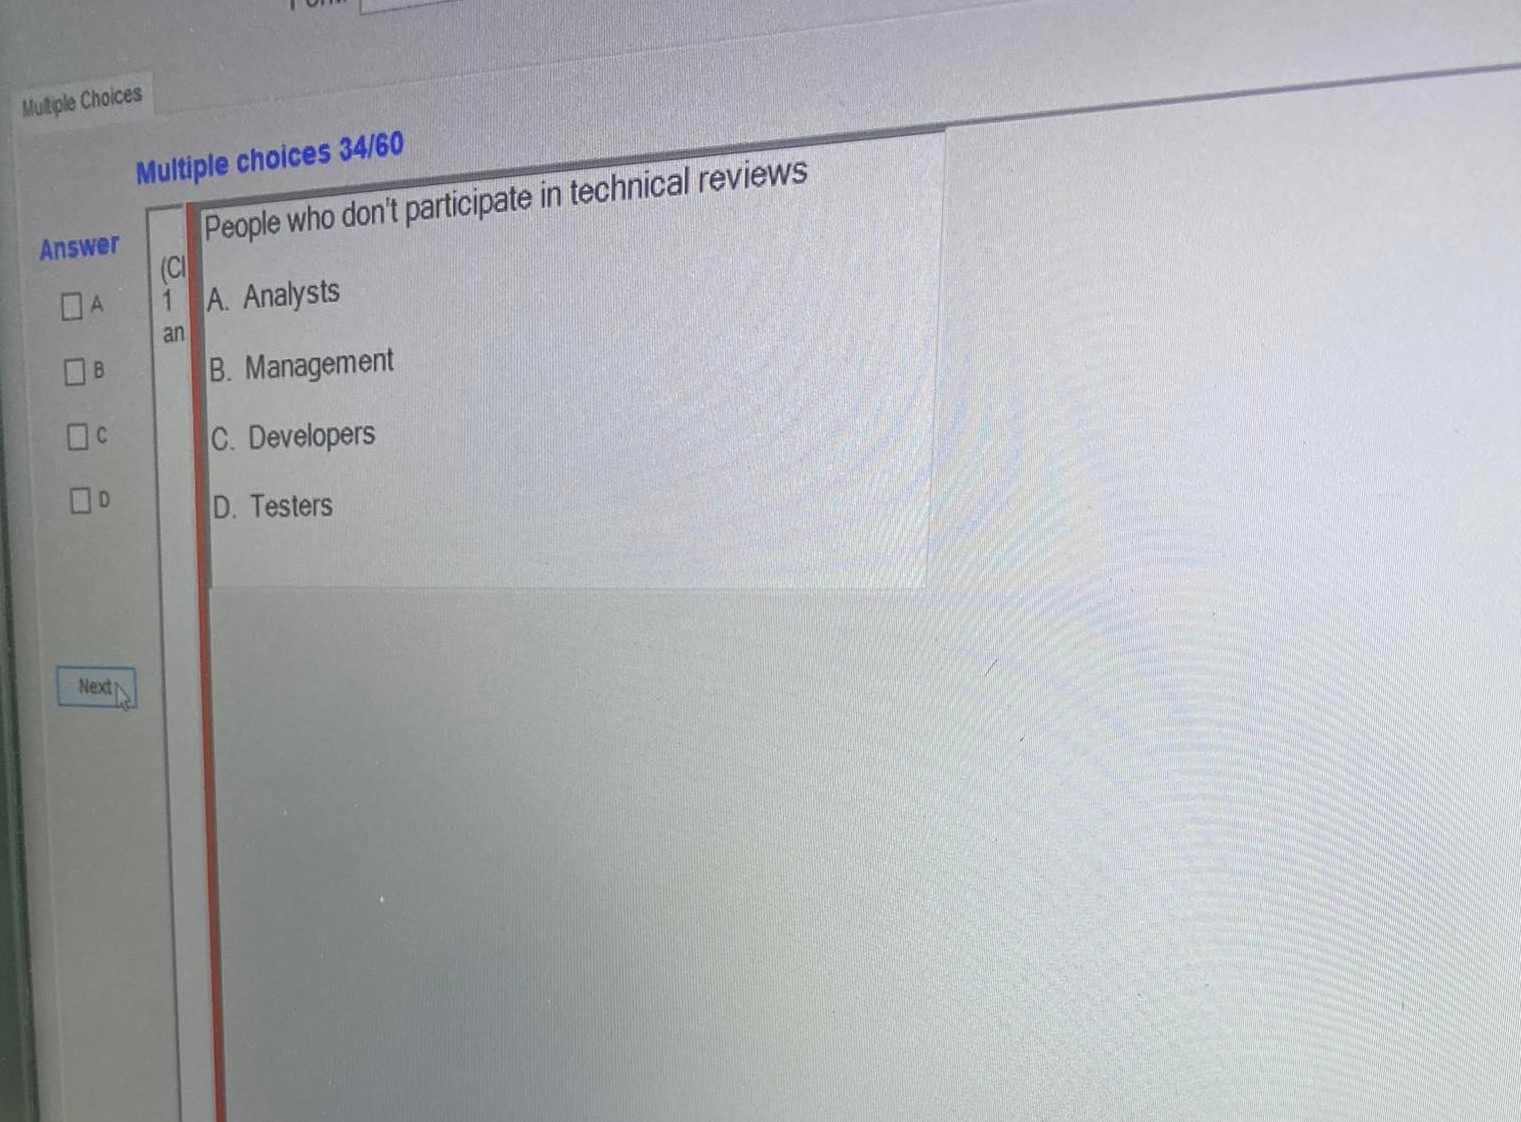 Multiple Choices
Multiple choices 34/60
Answer
A
B
C
D
Next
(Cl
1
an
People who don't participate in technical reviews
A. Analysts
B. Management
C. Developers
D. Testers